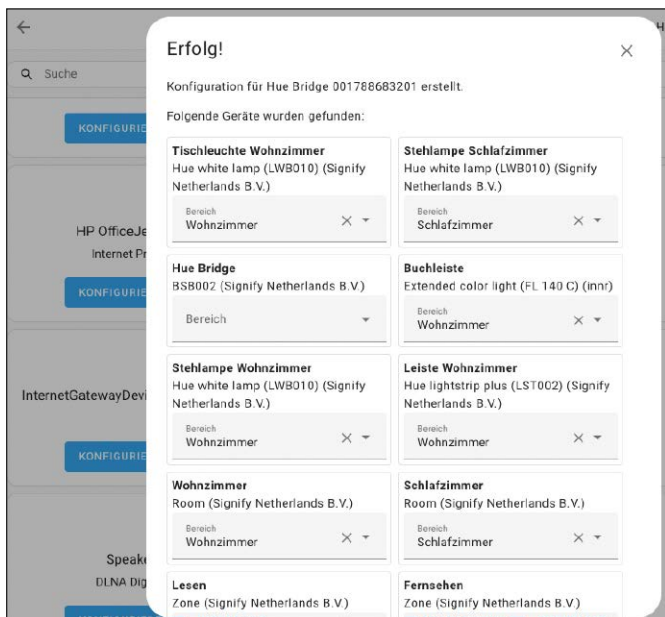 Erfolg!
Konfiguration für Hue Bridge 001788683201 erstellt.
Folgende Geräte wurden gefunden:
Tischleuchte Wohnzimmer
Hue white lamp (LWB010) (Signify
Netherlands B.V.)
Bereich
Wohnzimmer
Stehlampe Schlafzimmer
Hue white lamp (LWB010) (Signify
Netherlands B.V.)
Bereich
Schlafzimmer
Hue Bridge
BSB002 (Signify Netherlands B.V.)
Bereich
Buchleiste
Extended color light (FL 140 C) (innr)
Bereich
Wohnzimmer
Stehlampe Wohnzimmer
Hue white lamp (LWB010) (Signify
Netherlands B.V.)
Bereich
Wohnzimmer
Leiste Wohnzimmer
Hue lightstrip plus (LST002) (Signify
Netherlands B.V.)
Bereich
Wohnzimmer
Wohnzimmer
Room (Signify Netherlands B.V.)
Bereich
Wohnzimmer
Schlafzimmer
Room (Signify Netherlands B.V.)
Bereich
Schlafzimmer
Lesen
Zone (Signify Netherlands B.V.)
Fernsehen
Zone (Signify Netherlands B.V.)
Suche
KONFIGURIE
HP OfficeJe
Internet Pr
KONFIGURIE
InternetGatewayDevi
KONFIGURIE
Speake
DLNA Dig